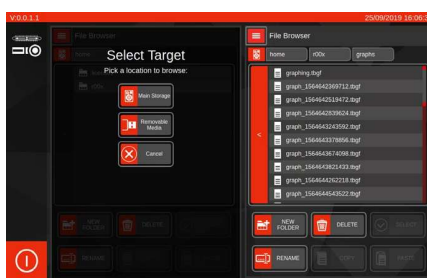 V:0.0.1.1
25/09/2019 16:06:3
File Browser
Select Target
Pick a location to browse:
Main Storage
Removable
Media
Cancel
NEW
FOLDER
DELETE
RENAME
File Browser
home
r00x
graphs
graphing.tbgf
graph_1564642369712.tbgf
graph_1564642519472.tbgf
graph_1564642839624.tbgf
graph_1564643243592.tbgf
graph_1564643378856.tbgf
graph_1564643674098.tbgf
graph_1564643821433.tbgf
graph_1564644262218.tbgf
graph_1564644543522.tbgf
<
NEW
FOLDER
DELETE
SELECT
RENAME
COPY
PASTE